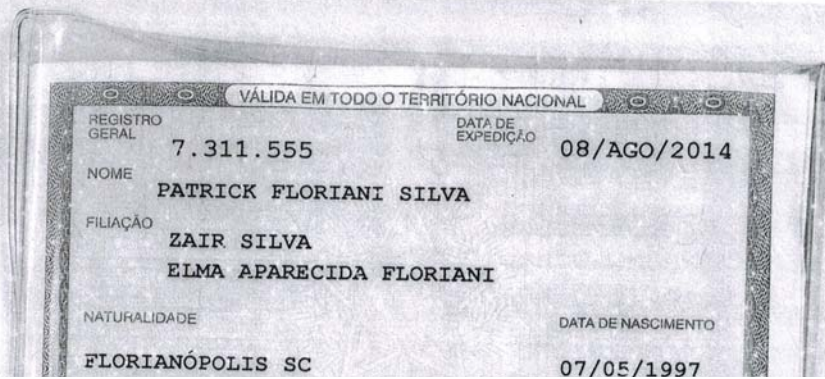 VÁLIDA EM TODO O TERRITÓRIO NACIONAL
REGISTRO GERAL 7.311.555 DATA DE EXPEDIÇÃO 08/AGO/2014
NOME PATRICK FLORIANI SILVA
FILIAÇÃO ZAIR SILVA
ELMA APARECIDA FLORIANI
NATURALIDADE DATA DE NASCIMENTO
FLORIANÓPOLIS SC 07/05/1997